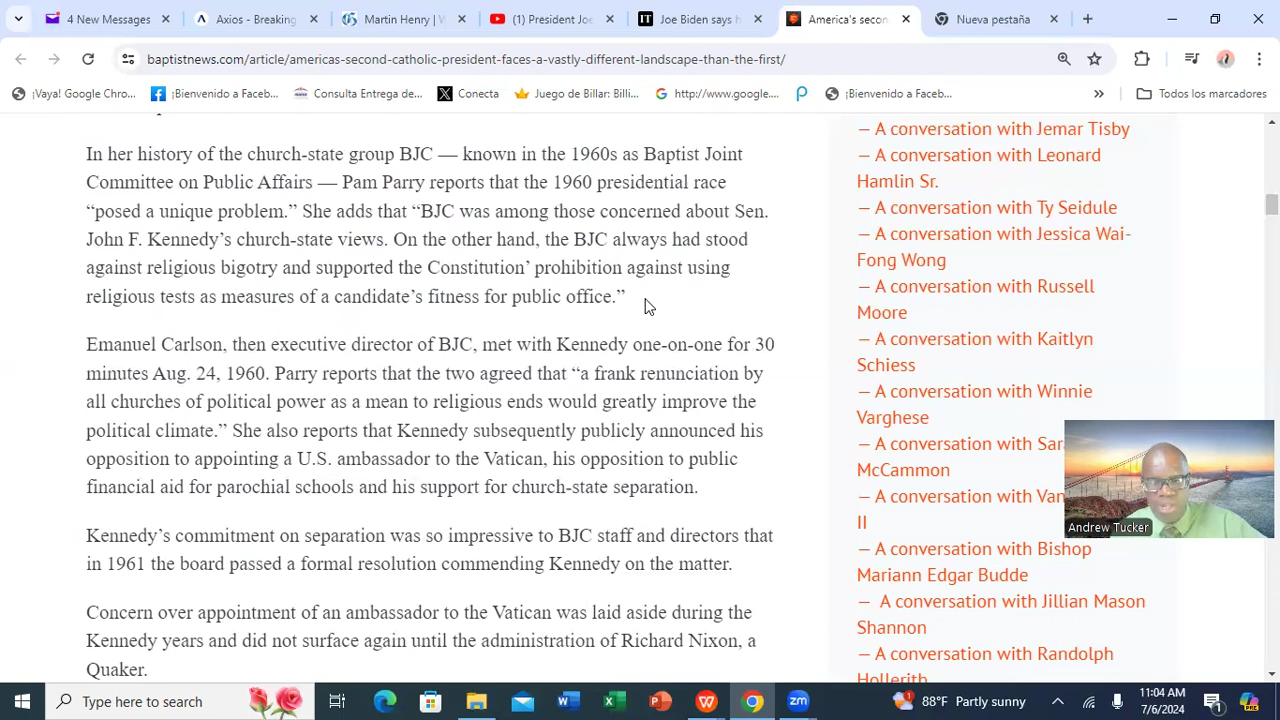 4 New Messages
Axios - Breaking
Martin Henry | W
(1) President Joe
Joe Biden says h
America's secon
Nueva pestaña
baptistnews.com/article/americas-second-catholic-president-faces-a-vastly-different-landscape-than-the-first/
¡Vaya! Google Chro...
¡Bienvenido a Faceb...
Consulta Entrega de...
Conecta
Juego de Billar: Billi...
http://www.google....
¡Bienvenido a Faceb...
»
Todos los marcadores
In her history of the church-state group BJC — known in the 1960s as Baptist Joint
Committee on Public Affairs — Pam Parry reports that the 1960 presidential race
“posed a unique problem.” She adds that “BJC was among those concerned about Sen.
John F. Kennedy’s church-state views. On the other hand, the BJC always had stood
against religious bigotry and supported the Constitution’ prohibition against using
religious tests as measures of a candidate’s fitness for public office.”
Emanuel Carlson, then executive director of BJC, met with Kennedy one-on-one for 30
minutes Aug. 24, 1960. Parry reports that the two agreed that “a frank renunciation by
all churches of political power as a mean to religious ends would greatly improve the
political climate.” She also reports that Kennedy subsequently publicly announced his
opposition to appointing a U.S. ambassador to the Vatican, his opposition to public
financial aid for parochial schools and his support for church-state separation.
Kennedy’s commitment on separation was so impressive to BJC staff and directors that
in 1961 the board passed a formal resolution commending Kennedy on the matter.
Concern over appointment of an ambassador to the Vatican was laid aside during the
Kennedy years and did not surface again until the administration of Richard Nixon, a
Quaker.
— A conversation with Jemar Tisby
— A conversation with Leonard
Hamlin Sr.
— A conversation with Ty Seidule
— A conversation with Jessica Wai-
Fong Wong
— A conversation with Russell
Moore
— A conversation with Kaitlyn
Schiess
— A conversation with Winnie
Varghese
— A conversation with Sar
McCammon
— A conversation with Van
II
— A conversation with Bishop
Mariann Edgar Budde
— A conversation with Jillian Mason
Shannon
— A conversation with Randolph
Hollerith
Andrew Tucker
Type here to search
88°F Partly sunny
11:04 AM
7/6/2024